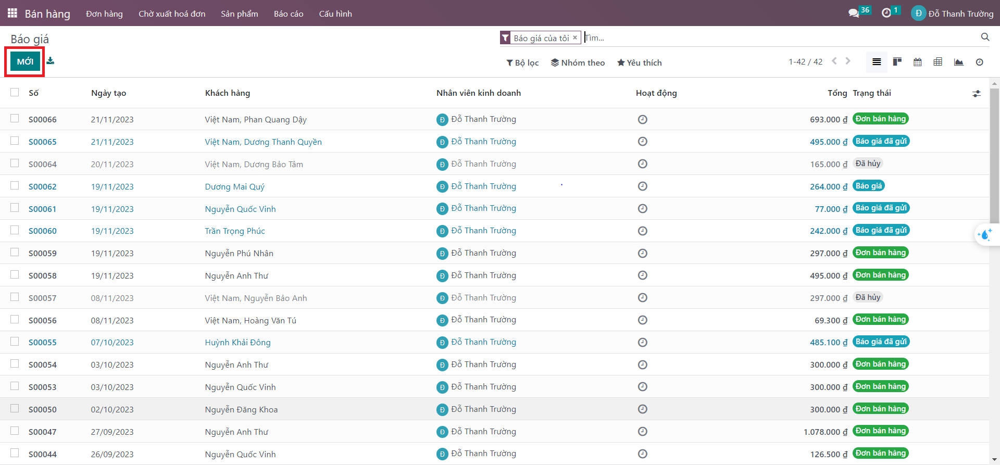 Bán hàng Đơn hàng Chờ xuất hoá đơn Sản phẩm Báo cáo Cấu hình 36 1 Đ Đỗ Thanh Trường
Báo giá Báo giá của tôi × Tìm...
MỚI Bộ lọc Nhóm theo Yêu thích 1-42 / 42
Số Ngày tạo Khách hàng Nhân viên kinh doanh Hoạt động Tổng Trạng thái
S00066 21/11/2023 Việt Nam, Phan Quang Dậy Đ Đỗ Thanh Trường 693.000 ₫ Đơn bán hàng
S00065 21/11/2023 Việt Nam, Dương Thanh Quyền Đ Đỗ Thanh Trường 495.000 ₫ Báo giá đã gửi
S00064 20/11/2023 Việt Nam, Dương Bảo Tâm Đ Đỗ Thanh Trường 165.000 ₫ Đã hủy
S00062 19/11/2023 Dương Mai Quý Đ Đỗ Thanh Trường 264.000 ₫ Báo giá
S00061 19/11/2023 Nguyễn Quốc Vinh Đ Đỗ Thanh Trường 77.000 ₫ Báo giá đã gửi
S00060 19/11/2023 Trần Trọng Phúc Đ Đỗ Thanh Trường 242.000 ₫ Báo giá đã gửi
S00059 19/11/2023 Nguyễn Phú Nhân Đ Đỗ Thanh Trường 297.000 ₫ Đơn bán hàng
S00058 19/11/2023 Nguyễn Anh Thư Đ Đỗ Thanh Trường 495.000 ₫ Đơn bán hàng
S00057 08/11/2023 Việt Nam, Nguyễn Bảo Anh Đ Đỗ Thanh Trường 297.000 ₫ Đã hủy
S00056 08/11/2023 Việt Nam, Hoàng Văn Tú Đ Đỗ Thanh Trường 69.300 ₫ Đơn bán hàng
S00055 07/10/2023 Huỳnh Khải Đông Đ Đỗ Thanh Trường 485.100 ₫ Báo giá đã gửi
S00054 03/10/2023 Nguyễn Anh Thư Đ Đỗ Thanh Trường 300.000 ₫ Đơn bán hàng
S00053 03/10/2023 Nguyễn Quốc Vinh Đ Đỗ Thanh Trường 300.000 ₫ Đơn bán hàng
S00050 02/10/2023 Nguyễn Đăng Khoa Đ Đỗ Thanh Trường 300.000 ₫ Đơn bán hàng
S00047 27/09/2023 Nguyễn Anh Thư Đ Đỗ Thanh Trường 1.078.000 ₫ Đơn bán hàng
S00044 26/09/2023 Nguyễn Quốc Vinh Đ Đỗ Thanh Trường 126.500 ₫ Đơn bán hàng